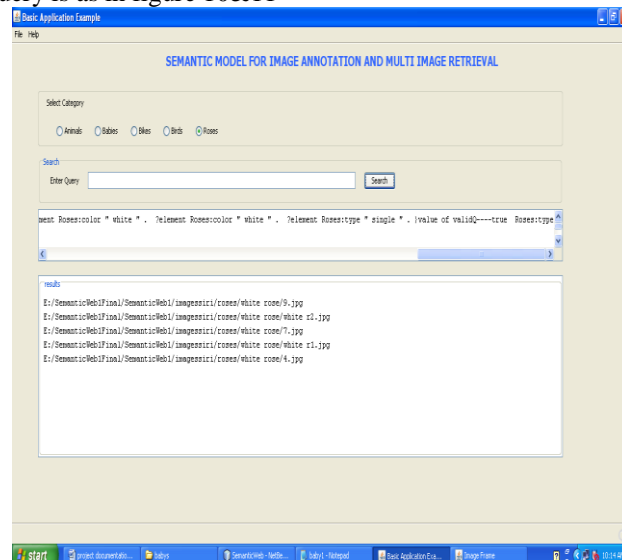 query is as in figure
Basic Application Example
File Help
SEMANTIC MODEL FOR IMAGE ANNOTATION AND MULTI IMAGE RETRIEVAL
Select Category
Animals Babies Bikes Birds Roses
Search
Enter Query Search
ment Roses:color " white " . ?element Roses:color " white " . ?element Roses:type " single " . |value of validQ----true Roses:type
results
E:/SemanticWeb1Final/SemanticWeb1/imagessiri/roses/white rose/9.jpg
E:/SemanticWeb1Final/SemanticWeb1/imagessiri/roses/white rose/white r2.jpg
E:/SemanticWeb1Final/SemanticWeb1/imagessiri/roses/white rose/7.jpg
E:/SemanticWeb1Final/SemanticWeb1/imagessiri/roses/white rose/white r1.jpg
E:/SemanticWeb1Final/SemanticWeb1/imagessiri/roses/white rose/4.jpg
start project documentatio... babys SemanticWeb - NetBe... baby1 - Notepad Basic Application Exa... Image Frame 10:14 A